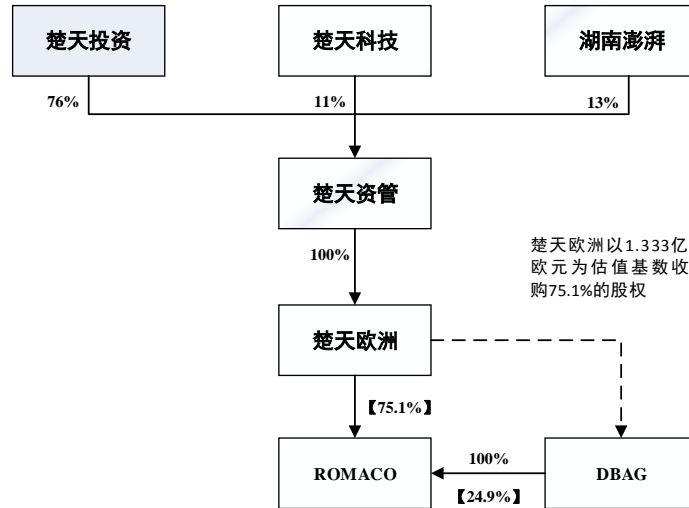 楚天投资
楚天科技
湖南澎湃
76%
11%
13%
楚天资管
100%
楚天欧洲以1.333亿
欧元为估值基数收
购75.1%的股权
楚天欧洲
【75.1%】
ROMACO
100%
【24.9%】
DBAG